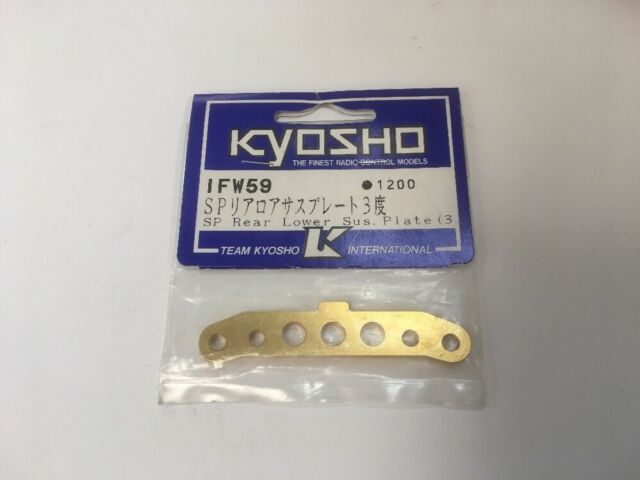 KYOSHO
THE FINEST RADIO CONTROL MODELS
IFW59 ●1200
SPリアロアサスプレート3度
SP Rear Lower Sus.Plate(3
TEAM KYOSHO K INTERNATIONAL